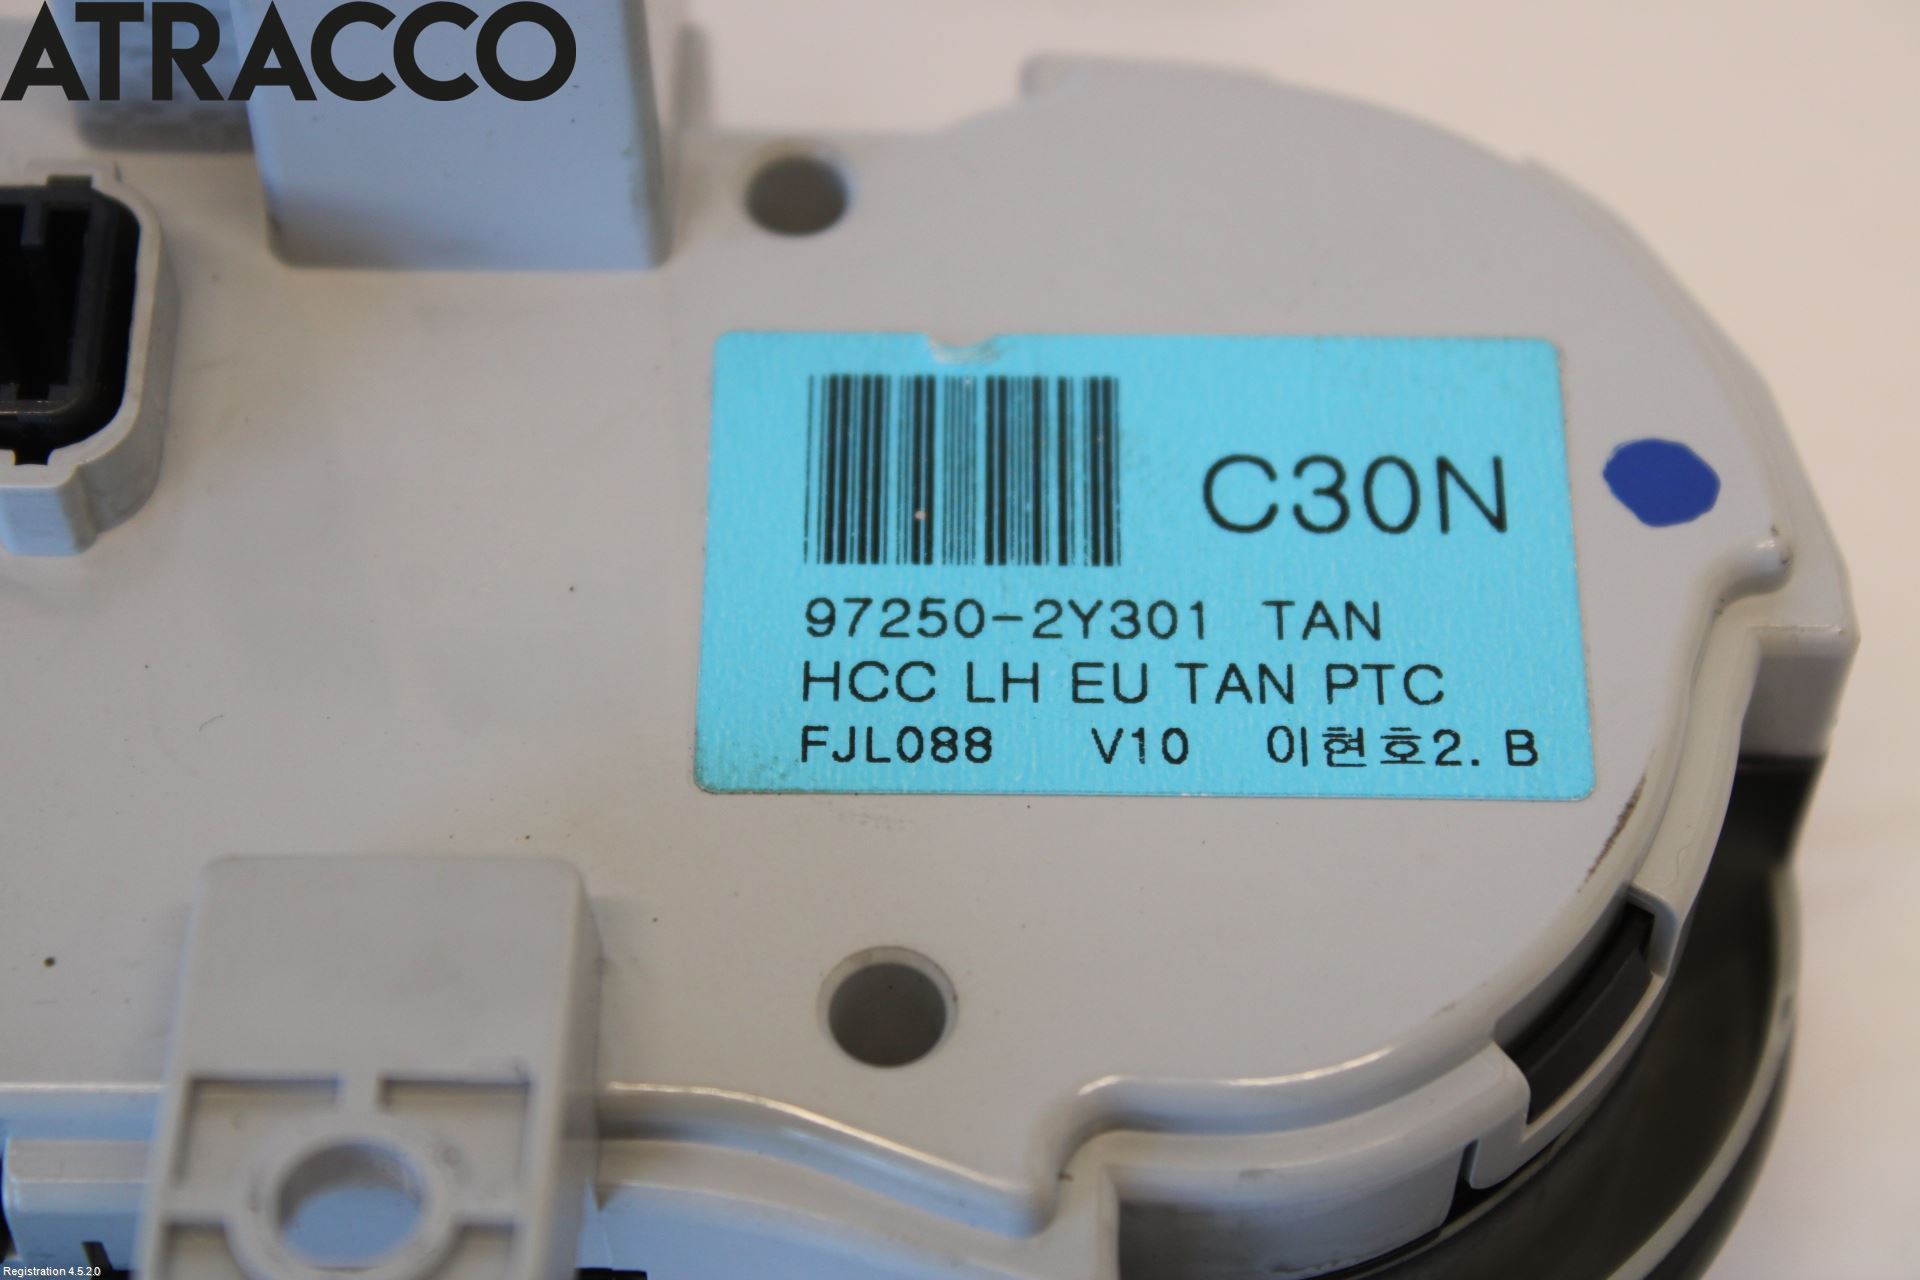 ATRACCO
C30N
97250-2Y301 TAN
HCC LH EU TAN PTC
FJL088 V10 이현호2. B
Registration 4.5.2.0